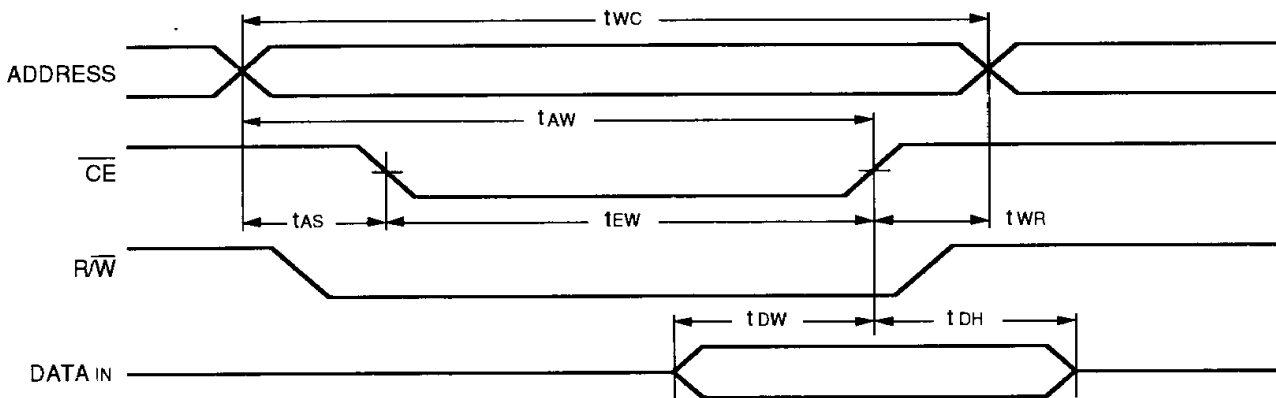 tWC
ADDRESS
tAW
CE
tAS tEW tWR
R/W
tDW tDH
DATA IN